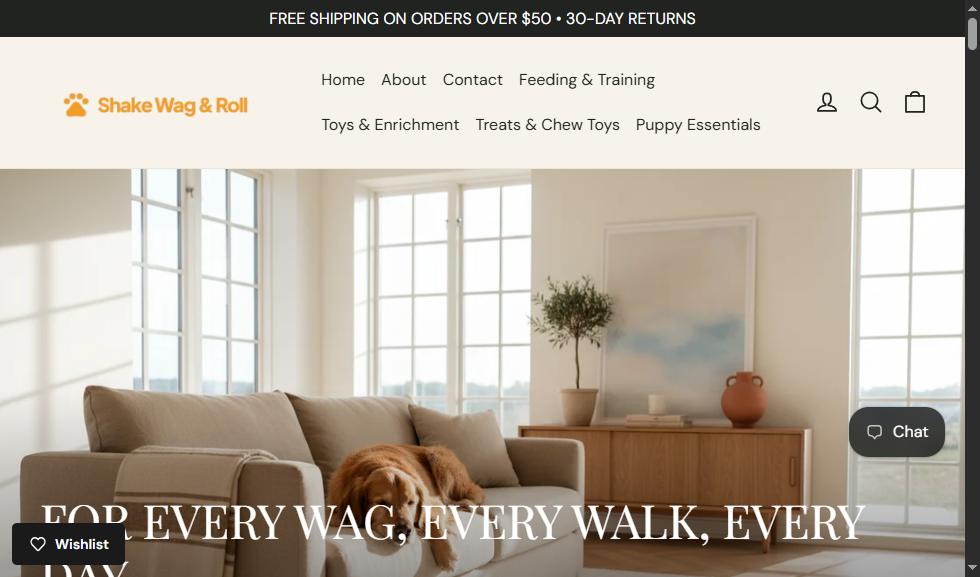 FREE SHIPPING ON ORDERS OVER $50 • 30-DAY RETURNS
Home About Contact Feeding & Training
Shake Wag & Roll
Toys & Enrichment Treats & Chew Toys Puppy Essentials
Chat
FOR EVERY WAG, EVERY WALK, EVERY
DAY
Wishlist